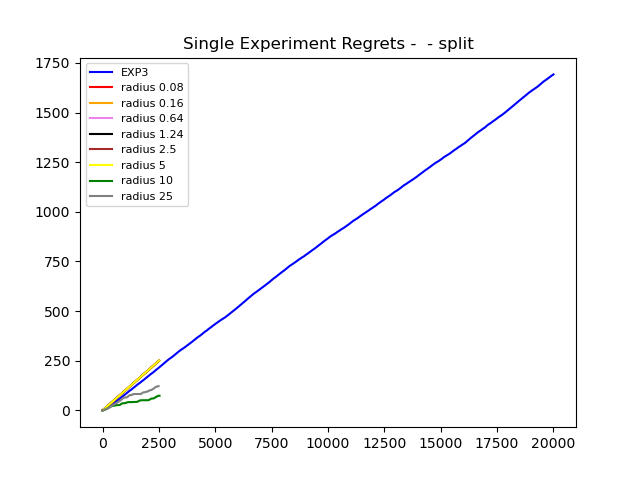 Single Experiment Regrets -  - split
1750
1500
1250
1000
750
500
250
0
EXP3
radius 0.08
radius 0.16
radius 0.64
radius 1.24
radius 2.5
radius 5
radius 10
radius 25
0 2500 5000 7500 10000 12500 15000 17500 20000